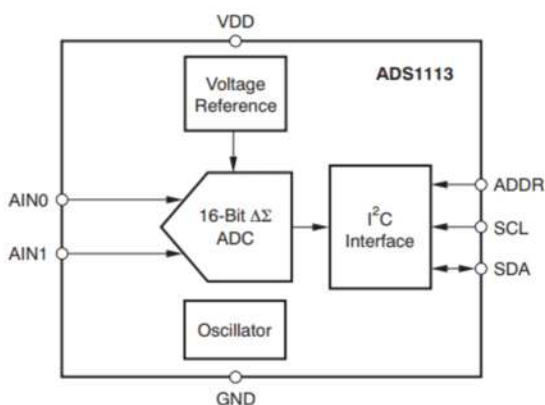 VDD
ADS1113
Voltage
Reference
AIN0
AIN1
16-Bit ΔΣ
ADC
I²C
Interface
ADDR
SCL
SDA
Oscillator
GND